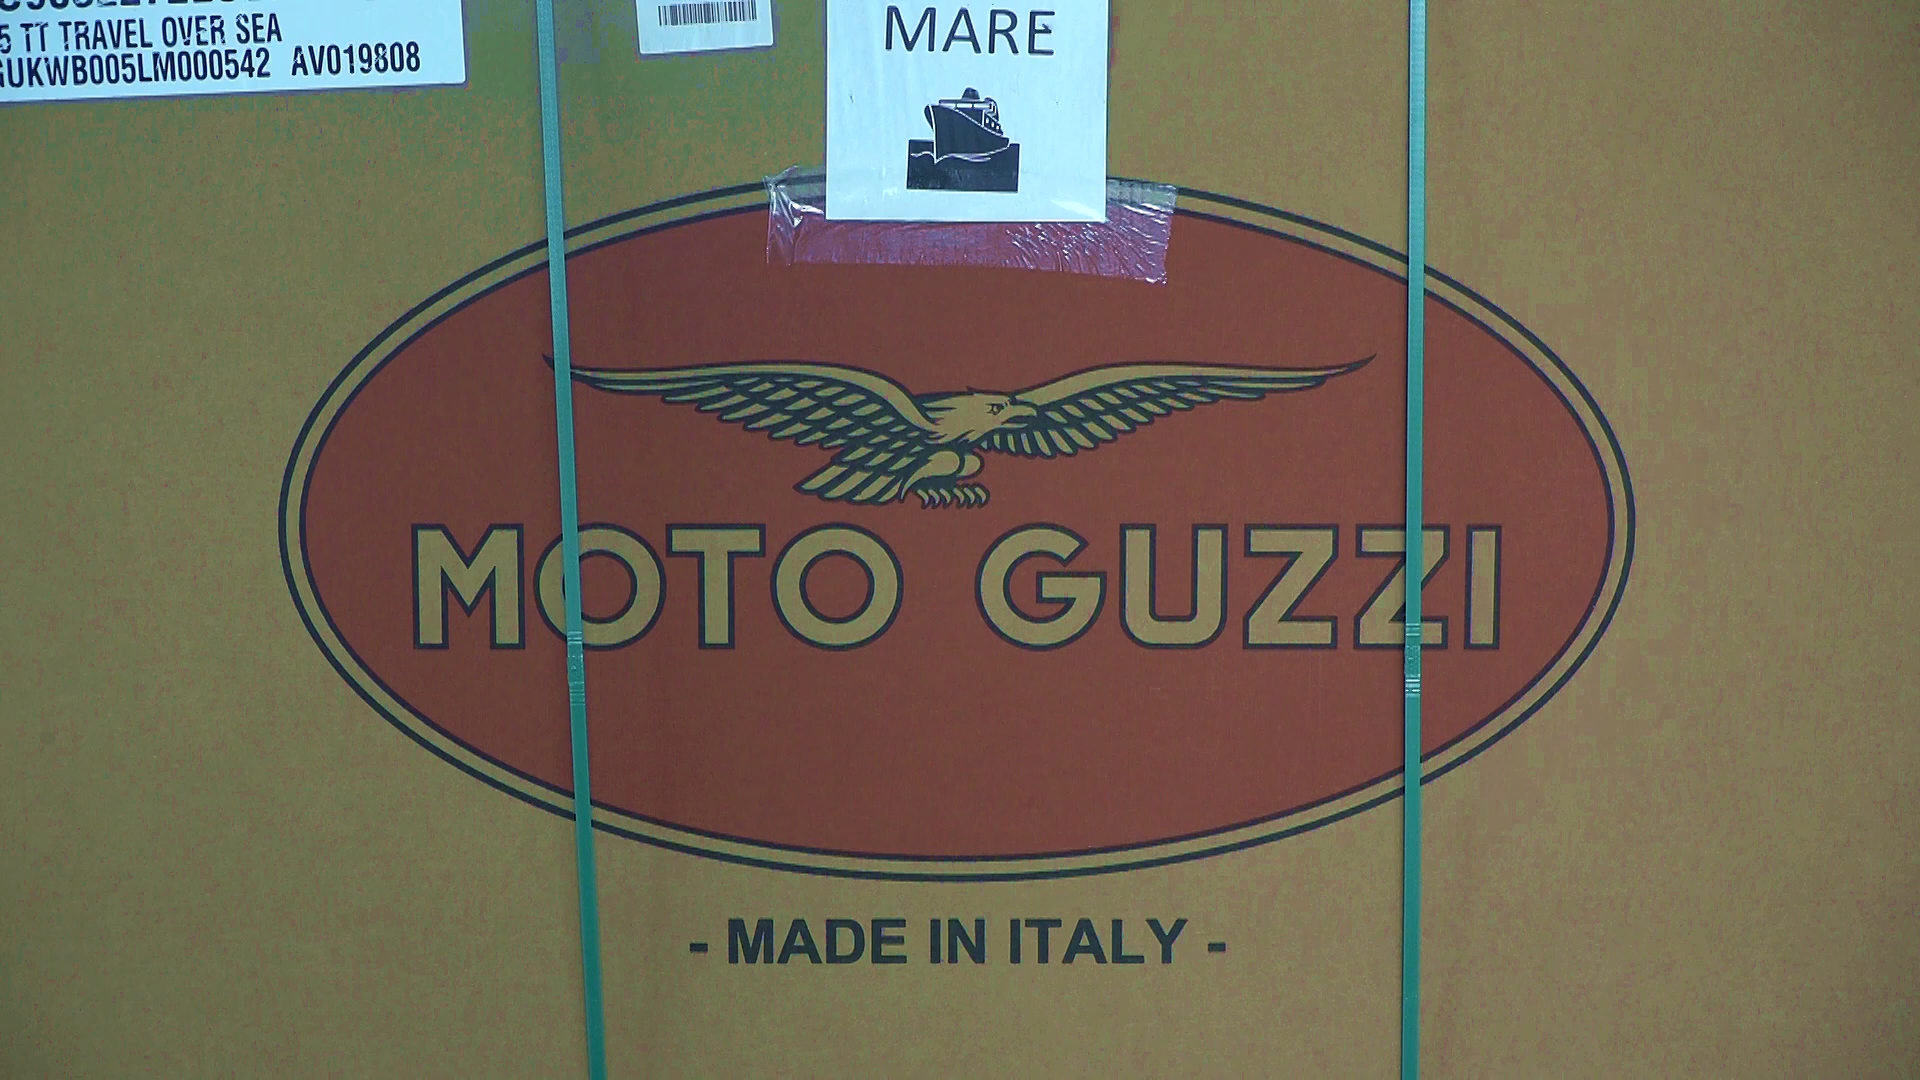 5 TT TRAVEL OVER SEA
GUKWB005LM000542 AV019808
MARE
MOTO GUZZI
- MADE IN ITALY -